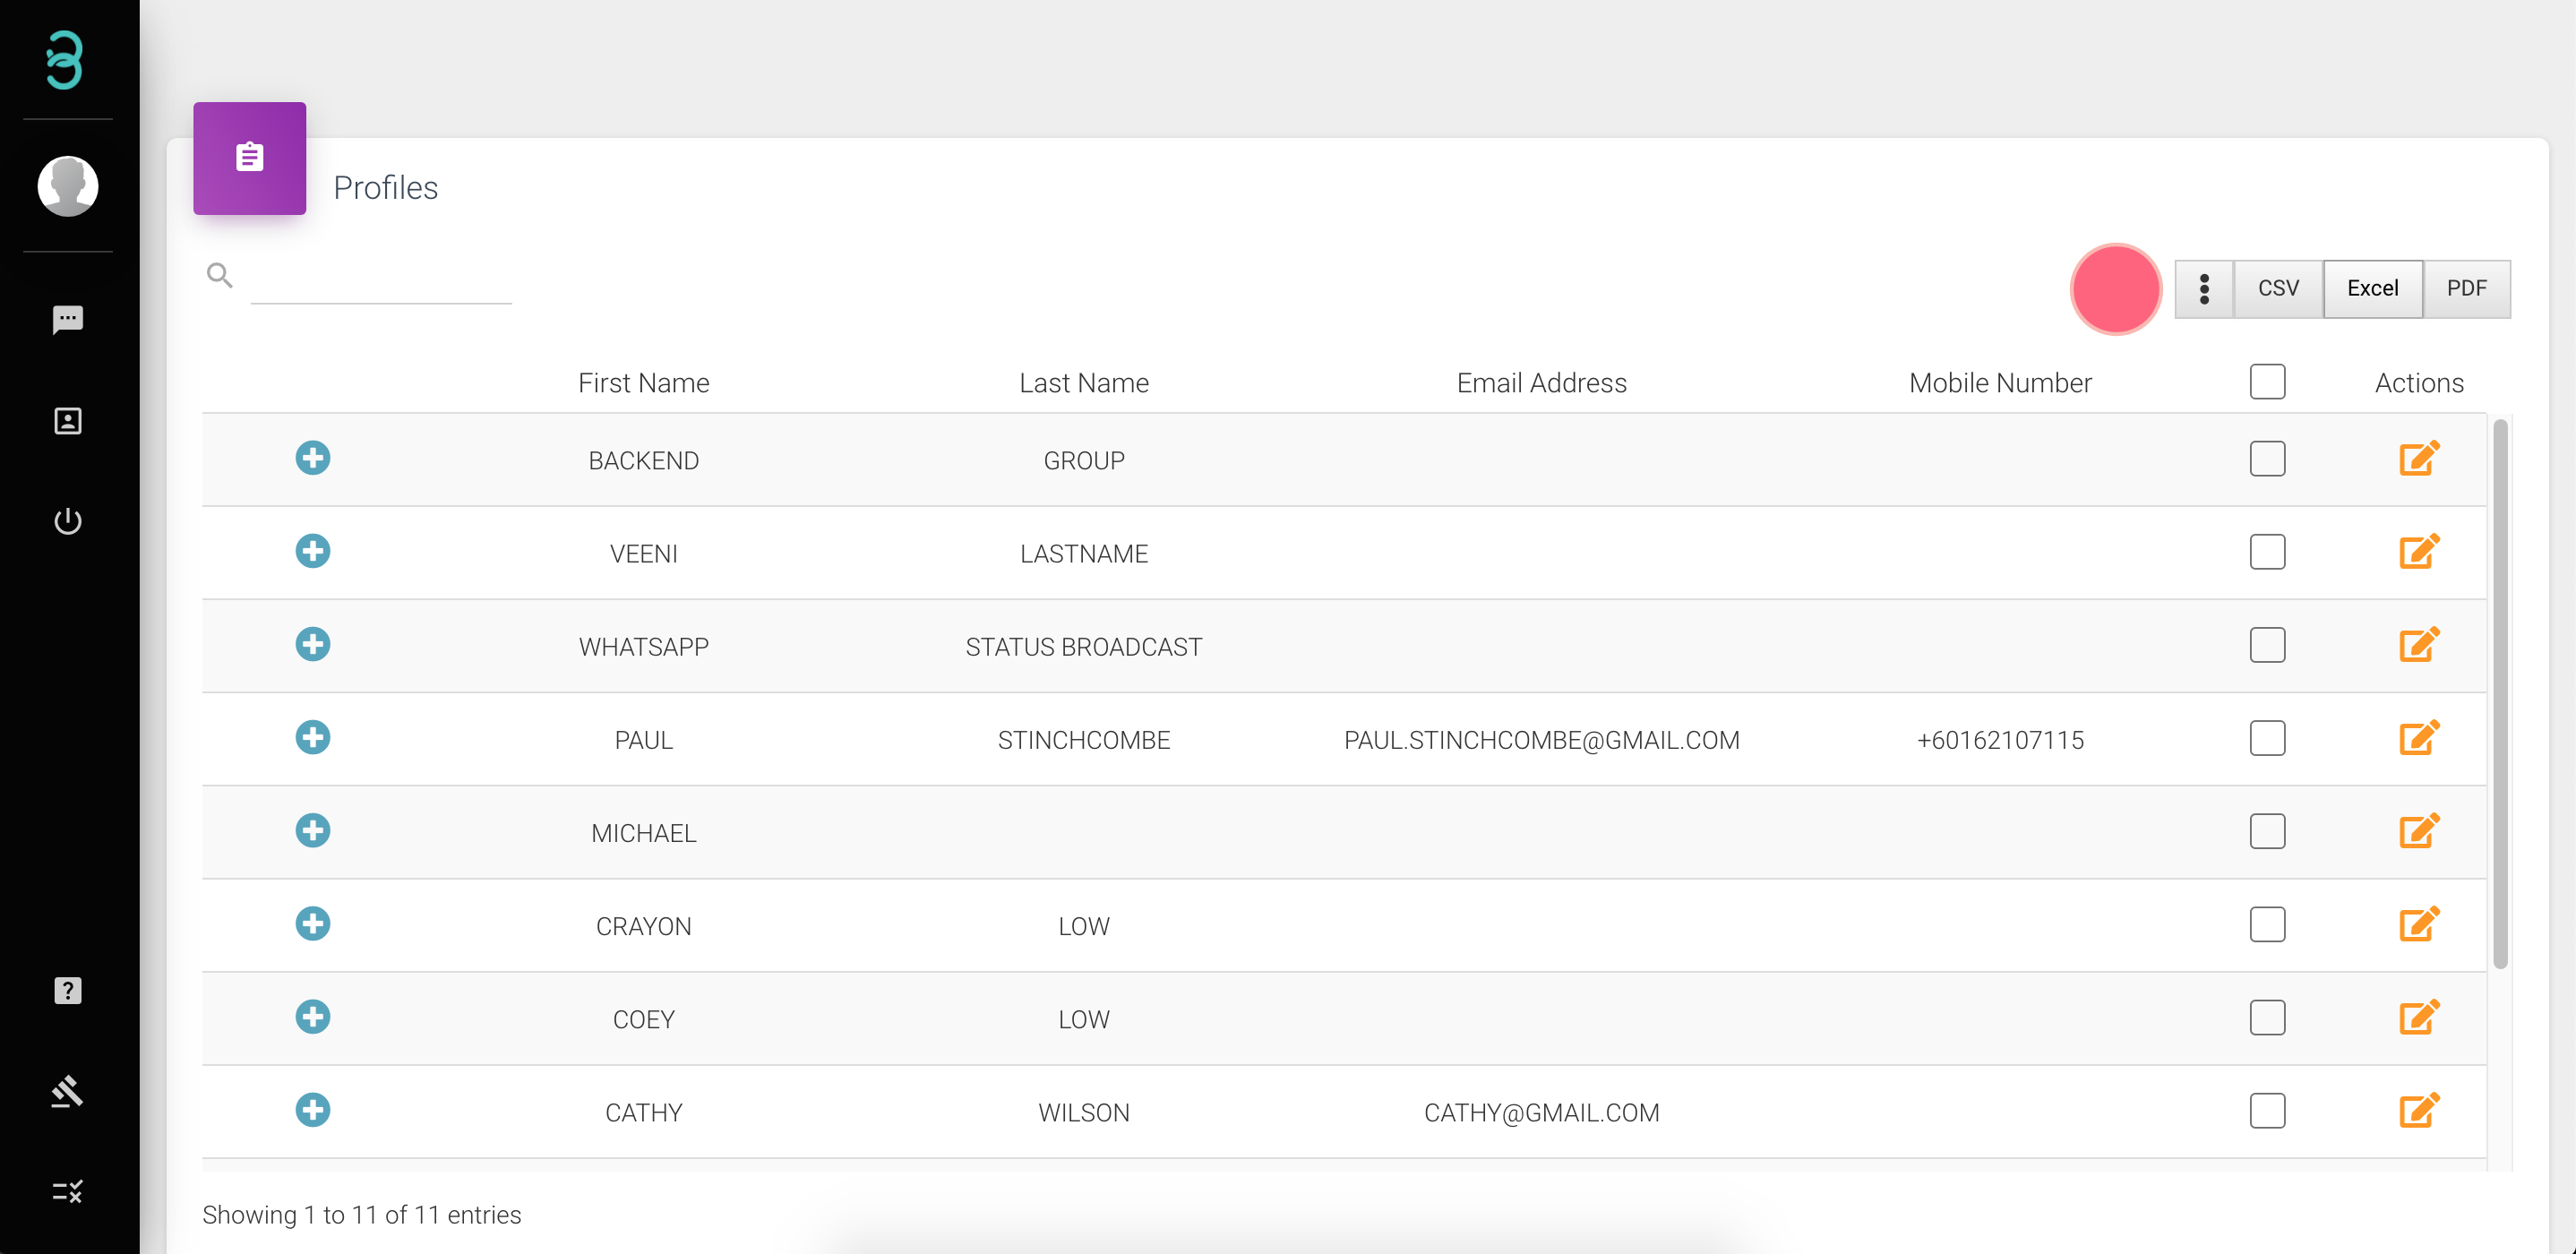 Profiles
CSV Excel PDF
First Name Last Name Email Address Mobile Number Actions
BACKEND GROUP
VEENI LASTNAME
WHATSAPP STATUS BROADCAST
PAUL STINCHCOMBE PAUL.STINCHCOMBE@GMAIL.COM +60162107115
MICHAEL
CRAYON LOW
COEY LOW
CATHY WILSON CATHY@GMAIL.COM
Showing 1 to 11 of 11 entries